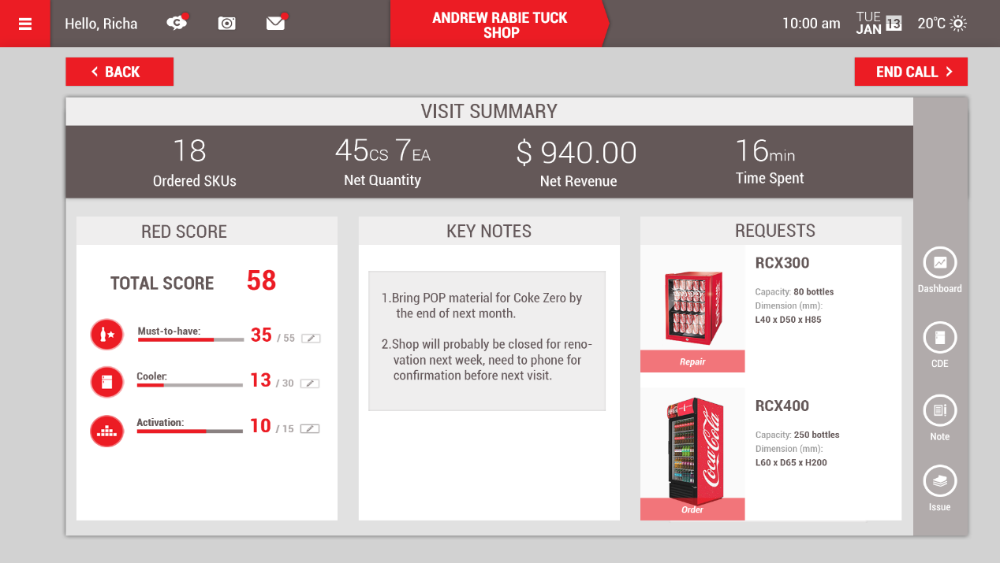 Hello, Richa
ANDREW RABIE TUCK
SHOP
10:00 am
TUE
JAN 13
20°C
BACK
END CALL
VISIT SUMMARY
18
Ordered SKUs
45CS 7EA
Net Quantity
$ 940.00
Net Revenue
16min
Time Spent
RED SCORE
TOTAL SCORE 58
Must-to-have: 35 / 55
Cooler: 13 / 30
Activation: 10 / 15
KEY NOTES
1.Bring POP material for Coke Zero by
the end of next month.
2.Shop will probably be closed for reno-
vation next week, need to phone for
confirmation before next visit.
REQUESTS
RCX300
Capacity: 80 bottles
Dimension (mm):
L40 x D50 x H85
Repair
RCX400
Capacity: 250 bottles
Dimension (mm):
L60 x D65 x H200
Coca-Cola
Order
Dashboard
CDE
Note
Issue